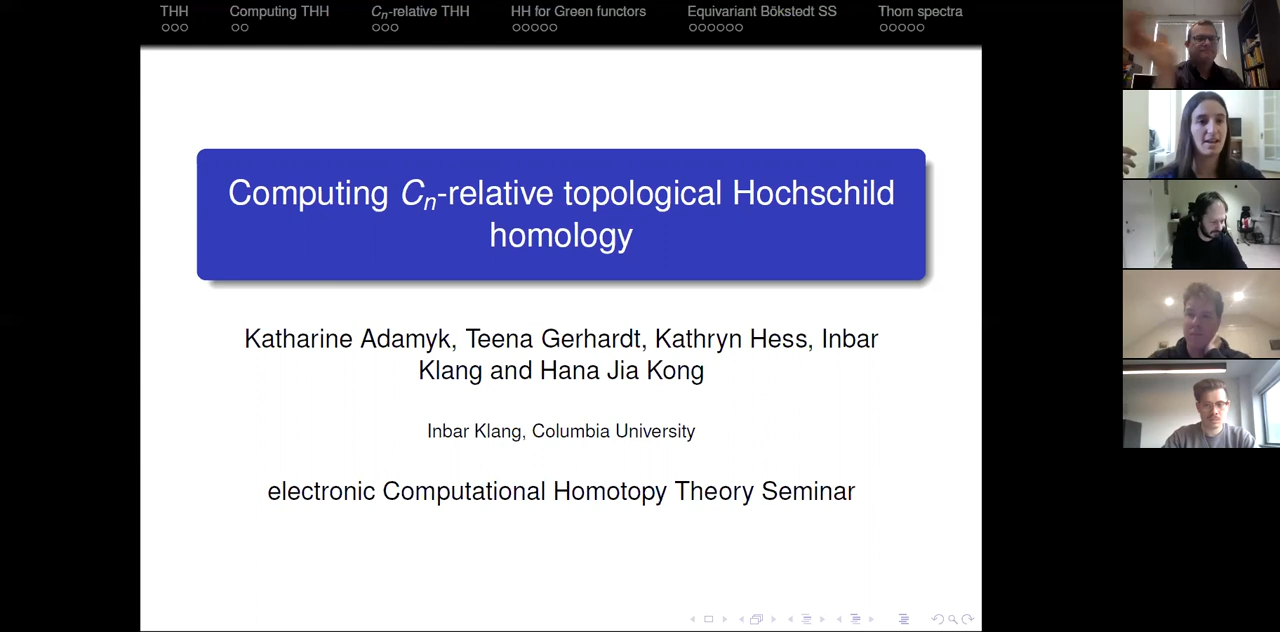 THH Computing THH Cn-relative THH HH for Green functors Equivariant Bökstedt SS Thom spectra
Computing Cn-relative topological Hochschild
homology
Katharine Adamyk, Teena Gerhardt, Kathryn Hess, Inbar
Klang and Hana Jia Kong
Inbar Klang, Columbia University
electronic Computational Homotopy Theory Seminar